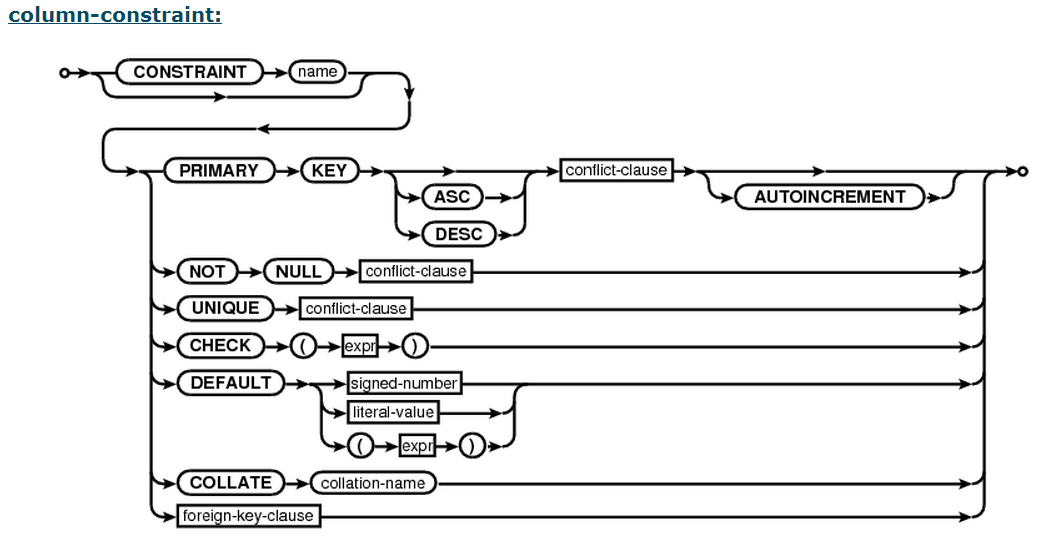 column-constraint:
CONSTRAINT name
PRIMARY KEY conflict-clause
ASC AUTOINCREMENT
DESC
NOT NULL conflict-clause
UNIQUE conflict-clause
CHECK ( expr )
DEFAULT signed-number
literal-value
( expr )
COLLATE collation-name
foreign-key-clause